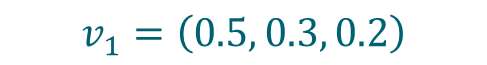 v₁ = (0.5, 0.3, 0.2)